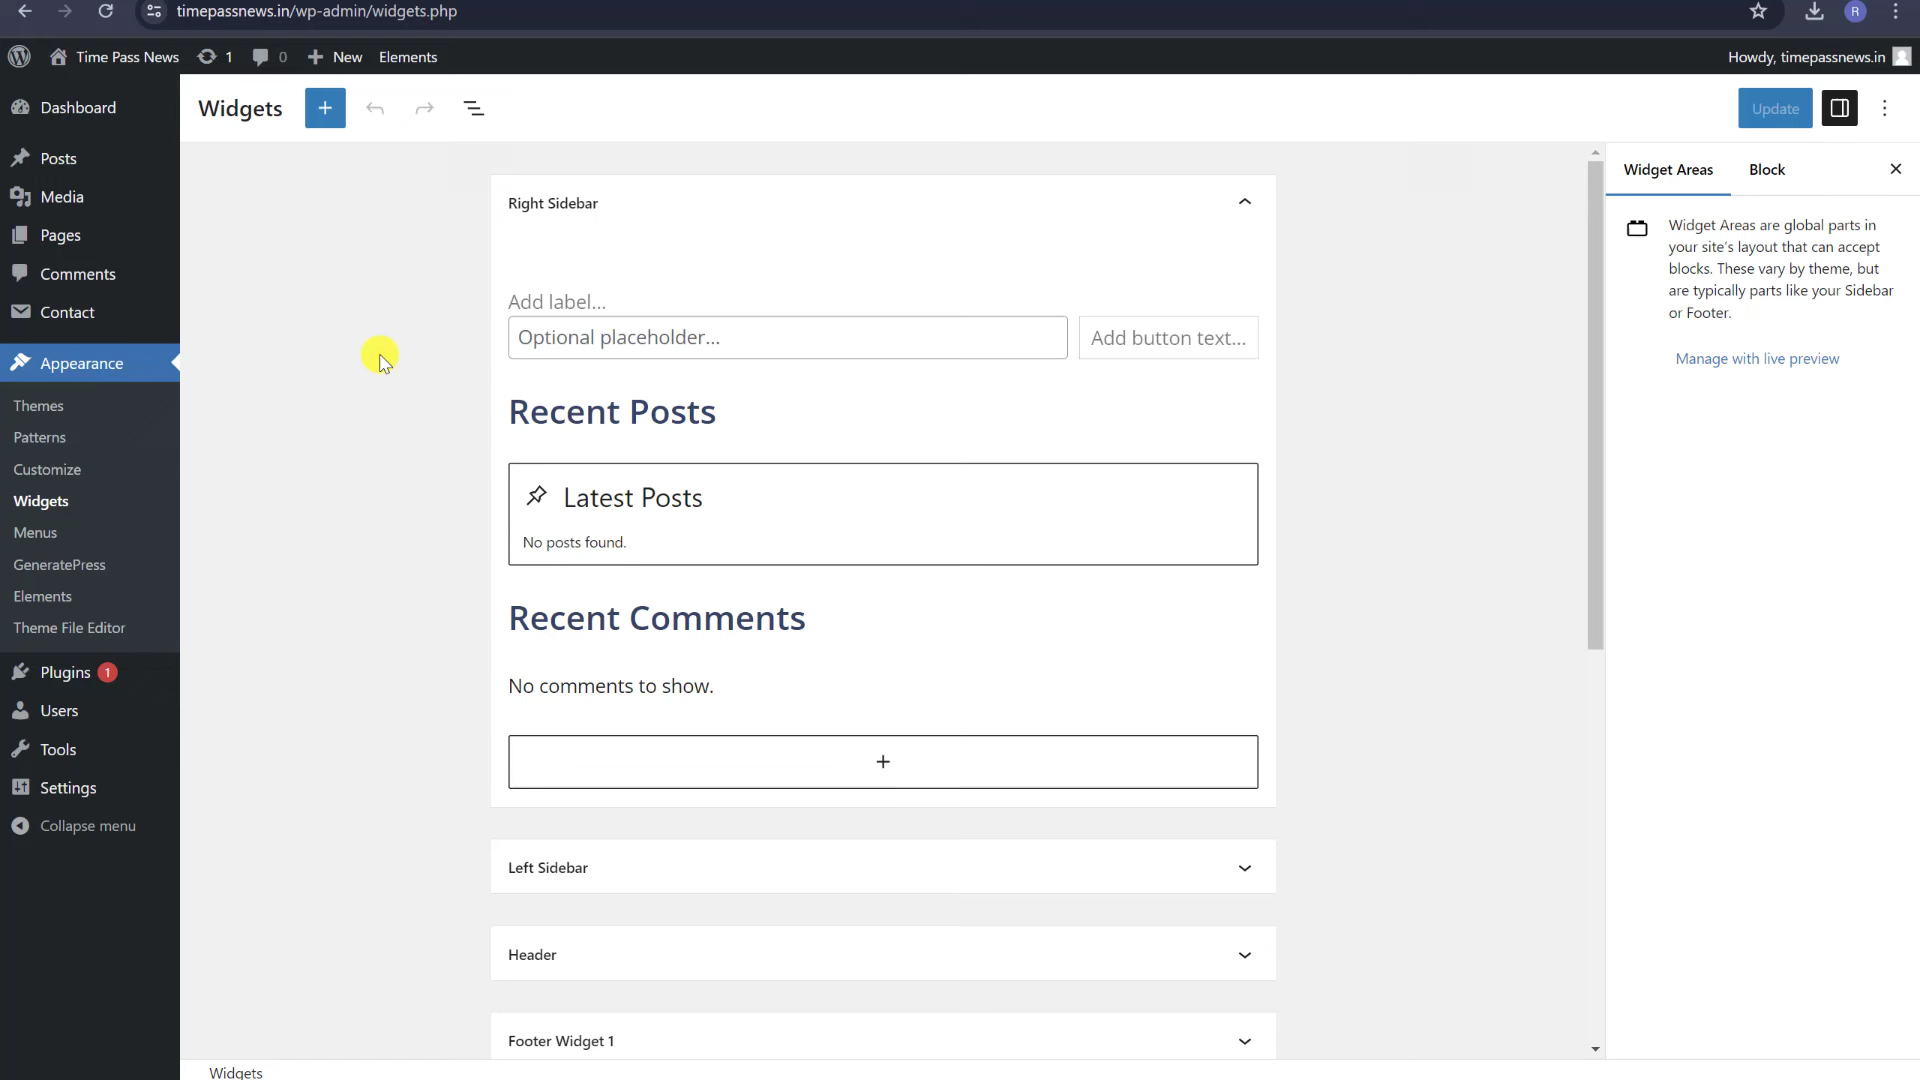 timepassnews.in/wp-admin/widgets.php
R
Time Pass News
1
0
New
Elements
Howdy, timepassnews.in
Dashboard
Posts
Media
Pages
Comments
Contact
Appearance
Themes
Patterns
Customize
Widgets
Menus
GeneratePress
Elements
Theme File Editor
Plugins 1
Users
Tools
Settings
Collapse menu
Widgets
Update
Right Sidebar
Add label...
Optional placeholder...
Add button text...
Recent Posts
Latest Posts
No posts found.
Recent Comments
No comments to show.
Left Sidebar
Header
Footer Widget 1
Widget Areas
Block
Widget Areas are global parts in
your site's layout that can accept
blocks. These vary by theme, but
are typically parts like your Sidebar
or Footer.
Manage with live preview
Widgets